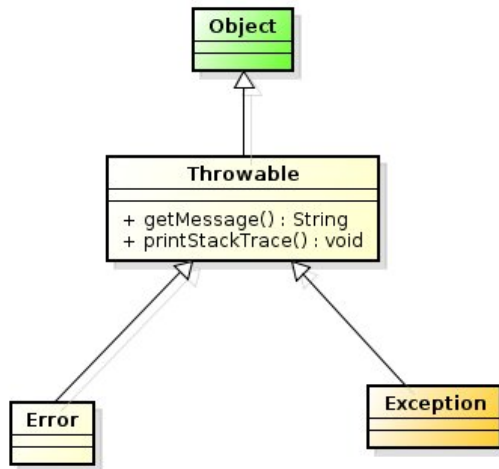 Object
Throwable
+ getMessage() : String
+ printStackTrace() : void
Error
Exception